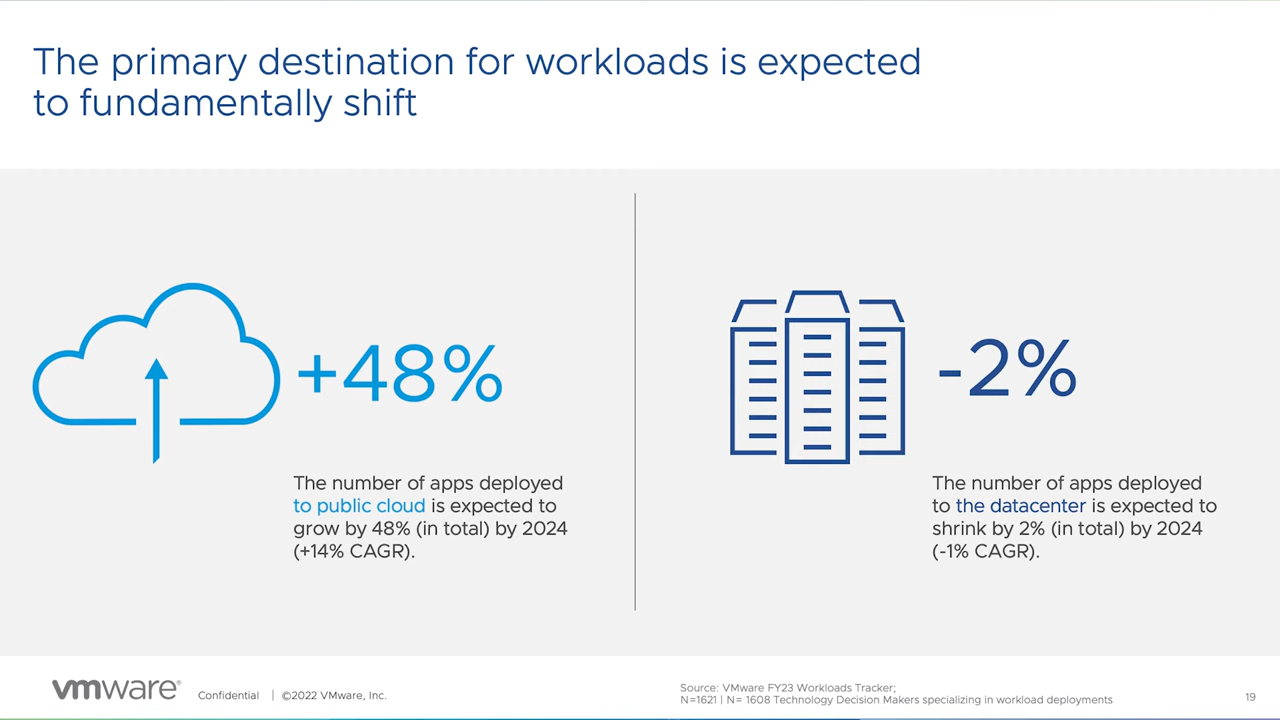 The primary destination for workloads is expected
to fundamentally shift
+48%
The number of apps deployed
to public cloud is expected to
grow by 48% (in total) by 2024
(+14% CAGR).
-2%
The number of apps deployed
to the datacenter is expected to
shrink by 2% (in total) by 2024
(-1% CAGR).
vmware®
Confidential | ©2022 VMware, Inc.
Source: VMware FY23 Workloads Tracker;
N=1621 | N= 1608 Technology Decision Makers specializing in workload deployments
19